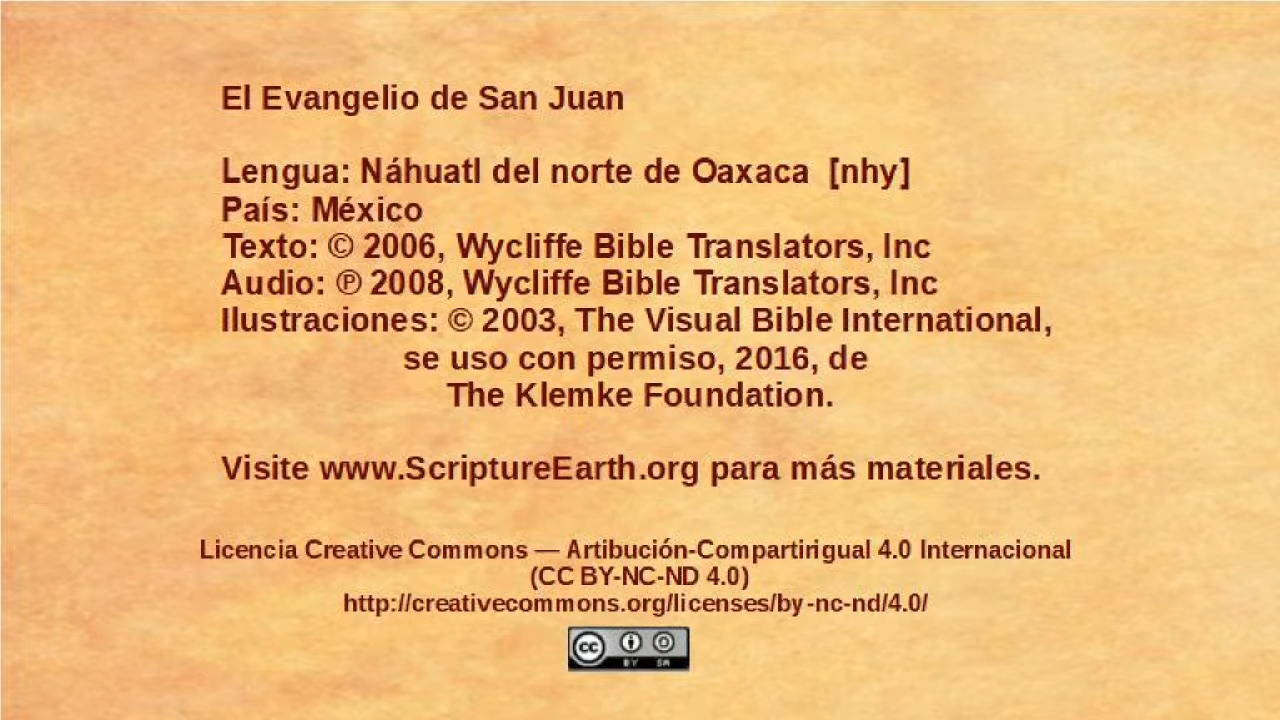 El Evangelio de San Juan
Lengua: Náhuatl del norte de Oaxaca [nhy]
País: México
Texto: © 2006, Wycliffe Bible Translators, Inc
Audio: ℗ 2008, Wycliffe Bible Translators, Inc
Ilustraciones: © 2003, The Visual Bible International,
se uso con permiso, 2016, de
The Klemke Foundation.
Visite www.ScriptureEarth.org para más materiales.
Licencia Creative Commons — Artibución-Compartirigual 4.0 Internacional
(CC BY-NC-ND 4.0)
http://creativecommons.org/licenses/by-nc-nd/4.0/
cc BY SA